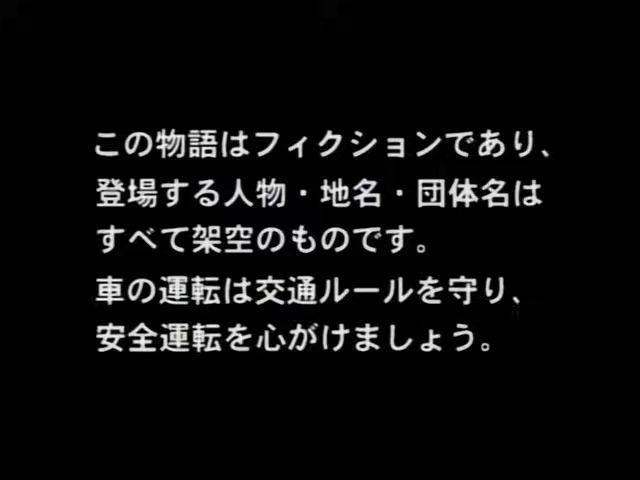 この物語はフィクションであり、
登場する人物・地名・団体名は
すべて架空のものです。
車の運転は交通ルールを守り、
安全運転を心がけましょう。